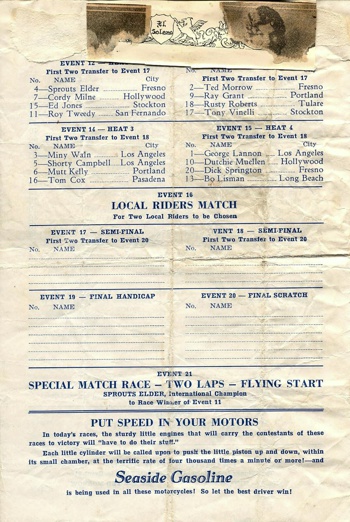 El
Solano
EVENT 12 —
First Two Transfer to Event 17
No. NAME City
4—Sprouts Elder Fresno
7—Cordy Milne Hollywood
15—Ed Jones Stockton
11—Roy Tweedy San Fernando
No. NAME City
First Two Transfer to Event 17
2—Ted Morrow Fresno
9—Ray Grant Portland
18—Rusty Roberts Tulare
17—Tony Vinelli Stockton
EVENT 14 — HEAT 3
First Two Transfer to Event 18
No. NAME City
3—Miny Waln Los Angeles
5—Shorty Campbell Los Angeles
6—Mutt Kelly Portland
16—Tom Cox Pasadena
EVENT 15 — HEAT 4
First Two Transfer to Event 18
No. NAME City
1—George Lannon Los Angeles
10—Dutchie Muellen Hollywood
20—Dick Springton Fresno
13—Bo Lisman Long Beach
EVENT 16
LOCAL RIDERS MATCH
For Two Local Riders to be Chosen
EVENT 17 — SEMI-FINAL
First Two Transfer to Event 20
No. NAME
VENT 18 — SEMI-FINAL
First Two Transfer to Event 20
No. NAME
EVENT 19 — FINAL HANDICAP
No. NAME
EVENT 20 — FINAL SCRATCH
No. NAME
EVENT 21
SPECIAL MATCH RACE — TWO LAPS — FLYING START
SPROUTS ELDER, International Champion
to Race Winner of Event 11
PUT SPEED IN YOUR MOTORS
In today's races, the sturdy little engines that will carry the contestants of these
races to victory will "have to do their stuff."
Each little cylinder will be called upon to push the little piston up and down, within
its small chamber, at the terrific rate of four thousand times a minute or more!—and
Seaside Gasoline
is being used in all these motorcycles! So let the best driver win!